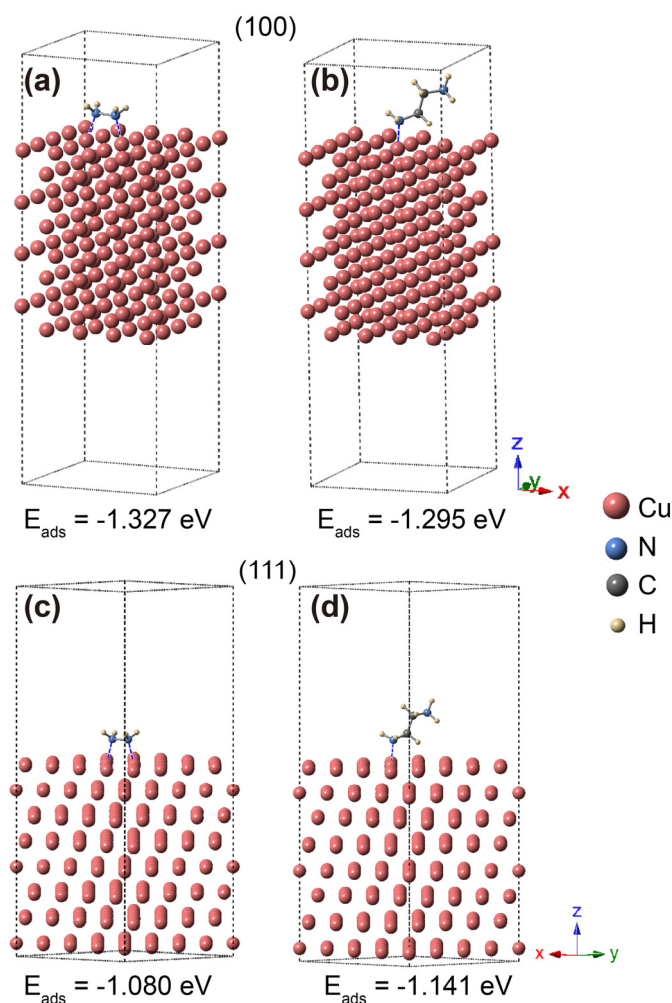 (100)
(a)
(b)
z
y
x
E_ads = -1.327 eV
E_ads = -1.295 eV
Cu
N
C
H
(111)
(c)
(d)
z
x
y
E_ads = -1.080 eV
E_ads = -1.141 eV